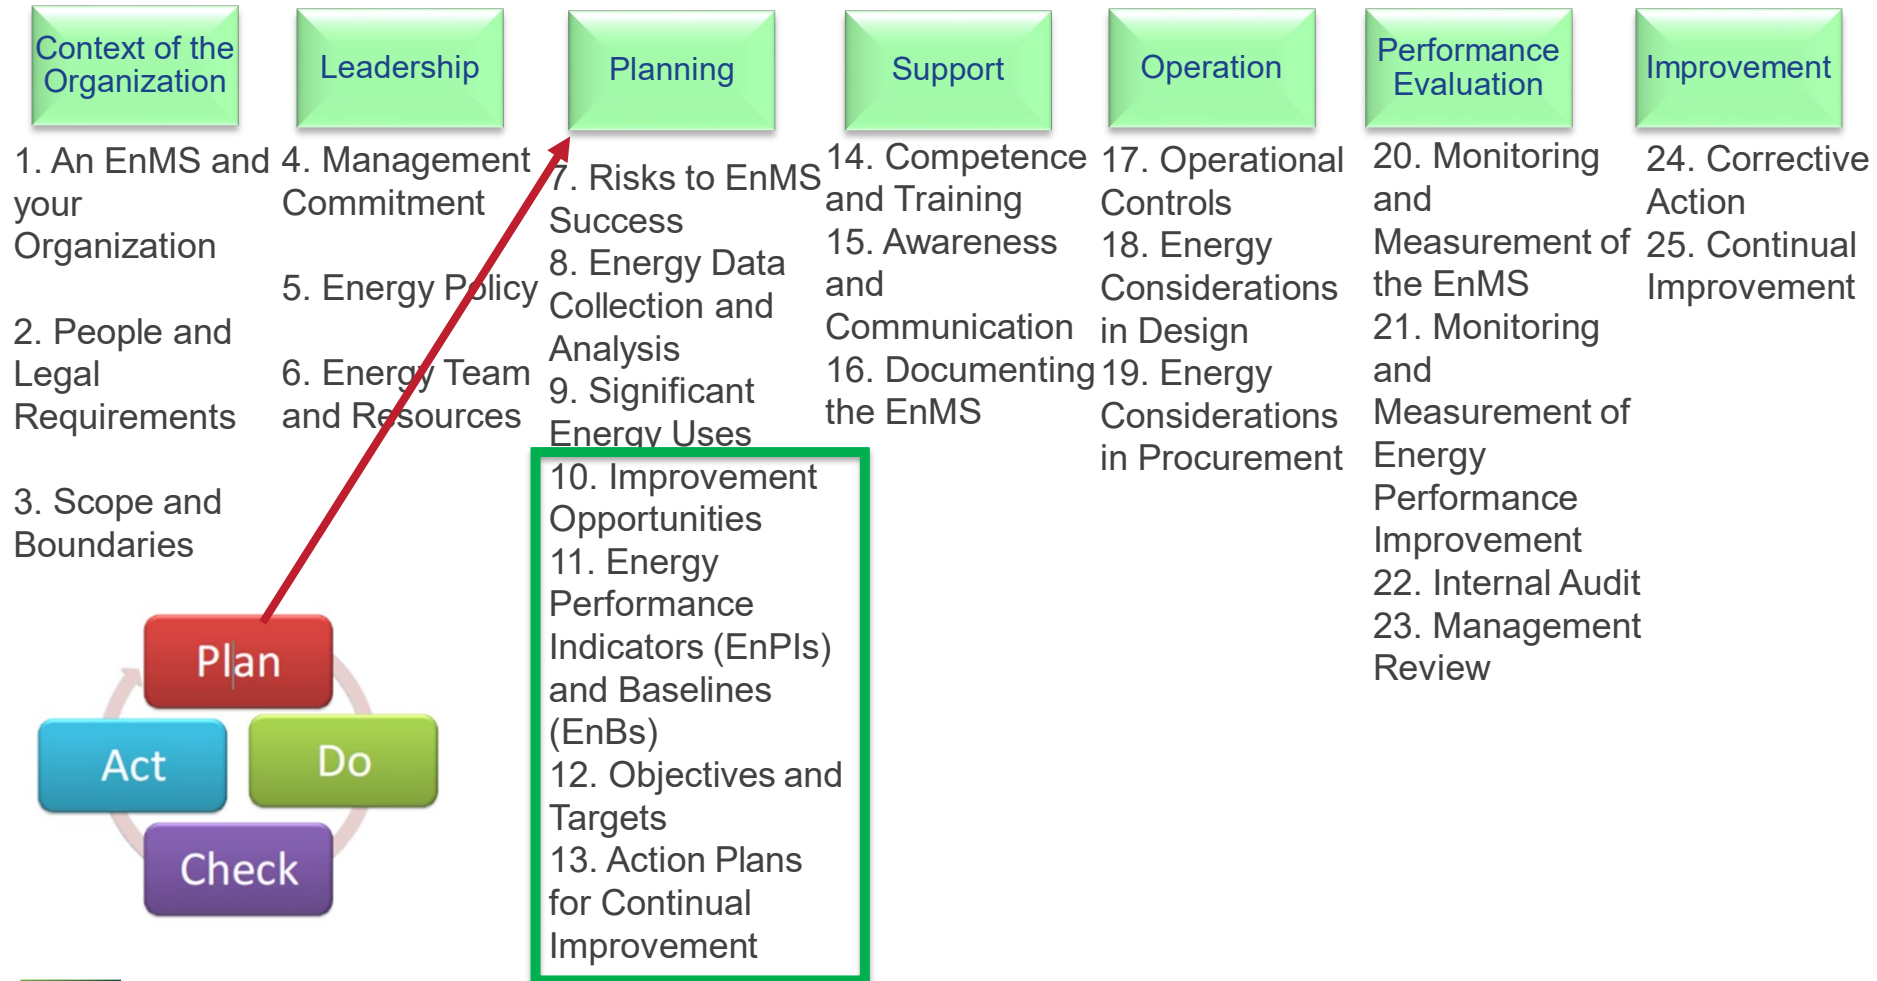 Context of the
Organization
Leadership
Planning
Support
Operation
Performance
Evaluation
Improvement
1. An EnMS and
your
Organization
2. People and
Legal
Requirements
3. Scope and
Boundaries
4. Management
Commitment
5. Energy Policy
6. Energy Team
and Resources
7. Risks to EnMS
Success
8. Energy Data
Collection and
Analysis
9. Significant
Energy Uses
10. Improvement
Opportunities
11. Energy
Performance
Indicators (EnPIs)
and Baselines
(EnBs)
12. Objectives and
Targets
13. Action Plans
for Continual
Improvement
14. Competence
and Training
15. Awareness
and
Communication
16. Documenting
the EnMS
17. Operational
Controls
18. Energy
Considerations
in Design
19. Energy
Considerations
in Procurement
20. Monitoring
and
Measurement of
the EnMS
21. Monitoring
and
Measurement of
Energy
Performance
Improvement
22. Internal Audit
23. Management
Review
24. Corrective
Action
25. Continual
Improvement
Plan
Act
Do
Check